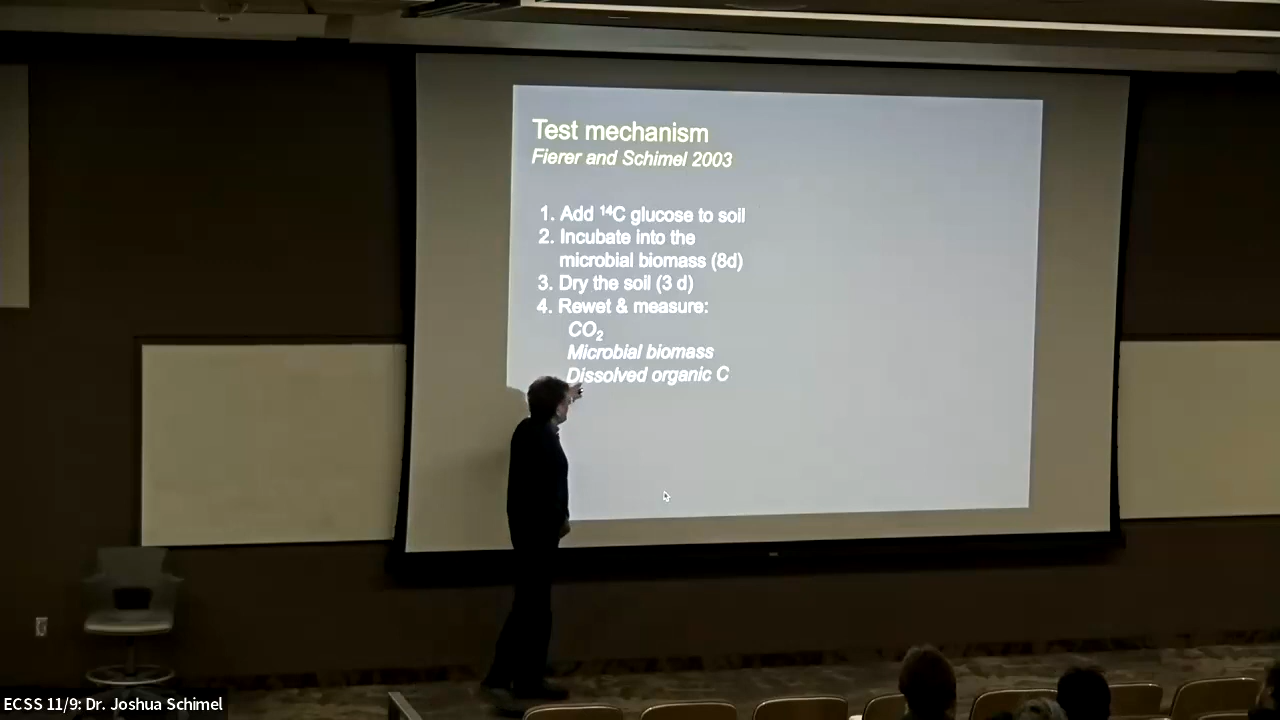 Test mechanism
Fierer and Schimel 2003
1. Add ¹⁴C glucose to soil
2. Incubate into the
microbial biomass (8d)
3. Dry the soil (3 d)
4. Rewet & measure:
CO₂
Microbial biomass
Dissolved organic C
ECSS 11/9: Dr. Joshua Schimel